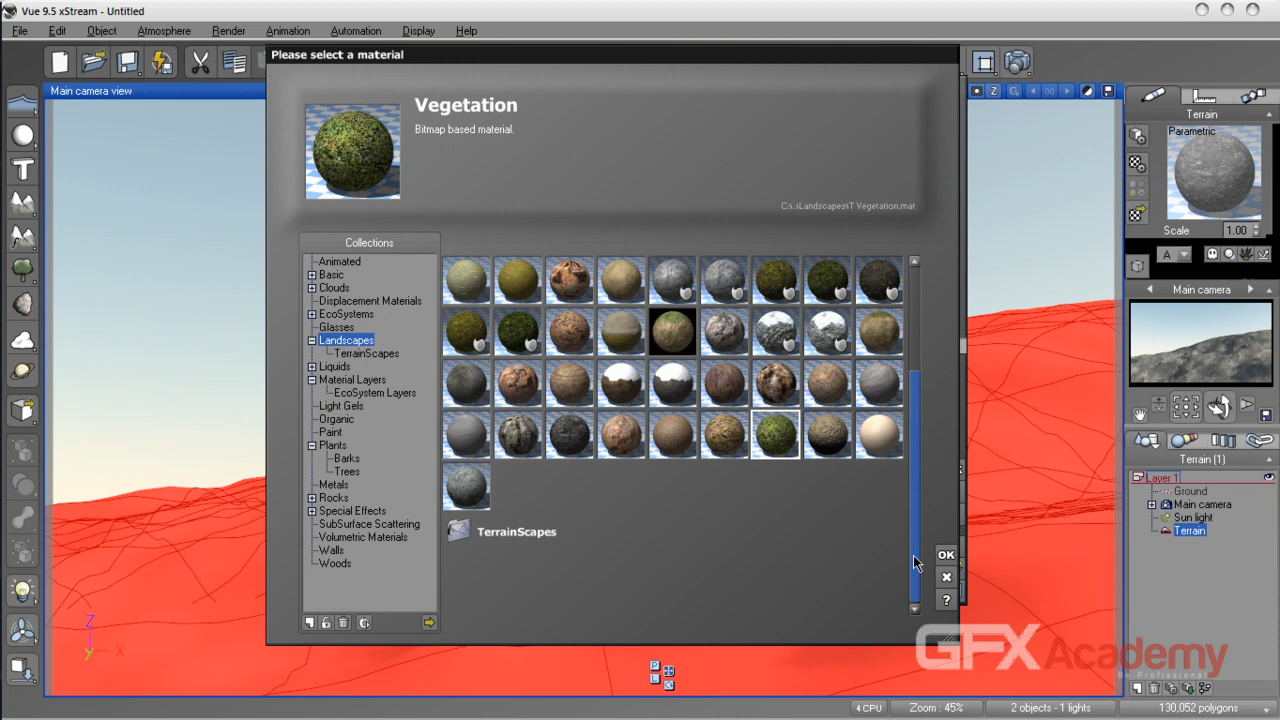 Vue 9.5 xStream - Untitled
File Edit Object Atmosphere Render Animation Automation Display Help
Please select a material
Main camera view
Vegetation
Bitmap based material.
C:\..\Landscapes\T Vegetation.mat
Collections
Animated
Basic
Clouds
Displacement Materials
EcoSystems
Glasses
Landscapes
TerrainScapes
Liquids
Material Layers
EcoSystem Layers
Light Gels
Organic
Paint
Plants
Barks
Trees
Metals
Rocks
Special Effects
SubSurface Scattering
Volumetric Materials
Walls
Woods
TerrainScapes
OK
?
Z
Terrain
Parametric
Scale 1.00
A
Main camera
Terrain (1)
Layer 1
Ground
Main camera
Sun light
Terrain
Z
Y X
P
L
GFXAcademy
Be Professional
4 CPU Zoom : 45% 2 objects - 1 lights 130,052 polygons